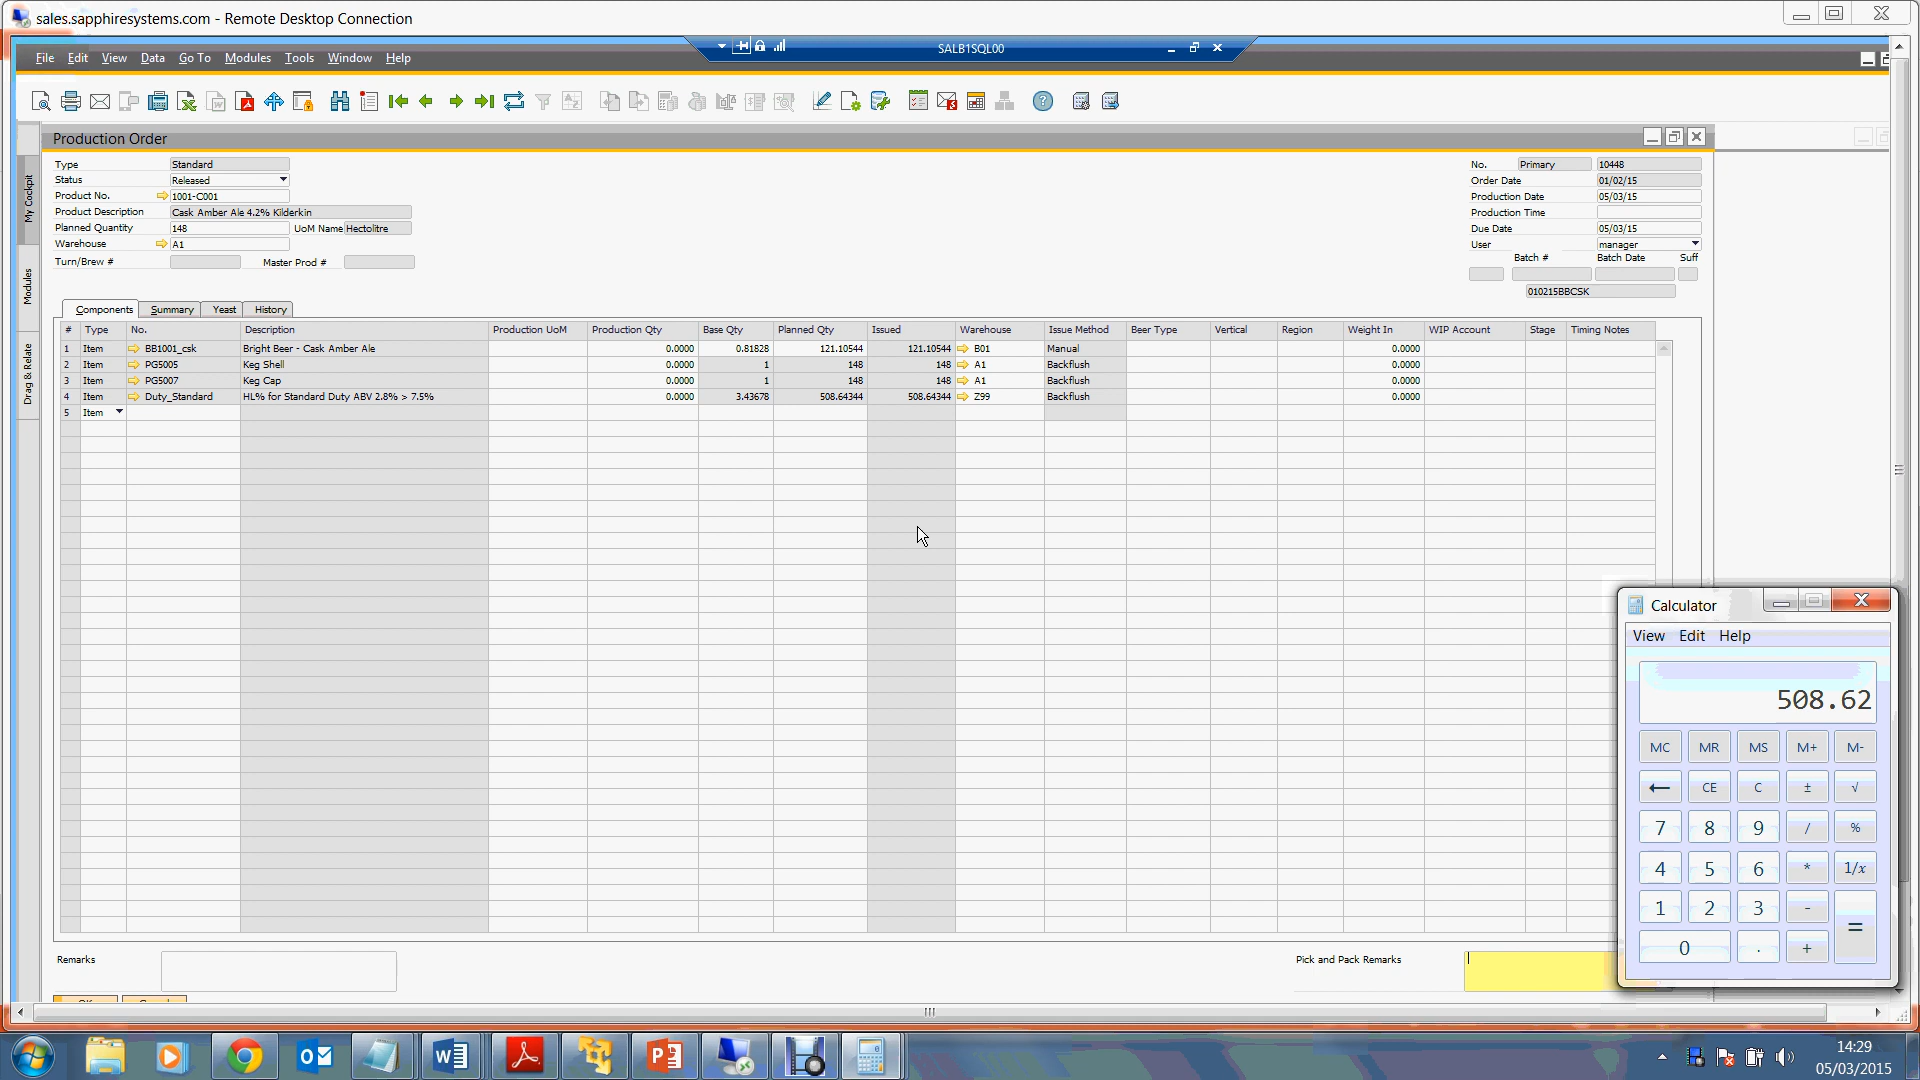 sales.sapphiresystems.com - Remote Desktop Connection
SALB1SQL00
File Edit View Data Go To Modules Tools Window Help
Production Order
My Cockpit
Modules
Drag & Relate
Type Standard
Status Released
Product No. 1001-C001
Product Description Cask Amber Ale 4.2% Kilderkin
Planned Quantity 148 UoM Name Hectolitre
Warehouse A1
Turn/Brew # Master Prod #
No. Primary 10448
Order Date 01/02/15
Production Date 05/03/15
Production Time
Due Date 05/03/15
User manager
Batch # Batch Date Suff
010215BBCSK
Components Summary Yeast History
# Type No. Description Production UoM Production Qty Base Qty Planned Qty Issued Warehouse Issue Method Beer Type Vertical Region Weight In WIP Account Stage Timing Notes
1 Item BB1001_csk Bright Beer - Cask Amber Ale 0.0000 0.81828 121.10544 121.10544 B01 Manual 0.0000
2 Item PG5005 Keg Shell 0.0000 1 148 148 A1 Backflush 0.0000
3 Item PG5007 Keg Cap 0.0000 1 148 148 A1 Backflush 0.0000
4 Item Duty_Standard HL% for Standard Duty ABV 2.8% > 7.5% 0.0000 3.43678 508.64344 508.64344 Z99 Backflush 0.0000
5 Item
Calculator
View Edit Help
508.62
MC MR MS M+ M-
← CE C ± √
7 8 9 / %
4 5 6 * 1/x
1 2 3 - =
0 . +
Remarks
Pick and Pack Remarks
14:29
05/03/2015